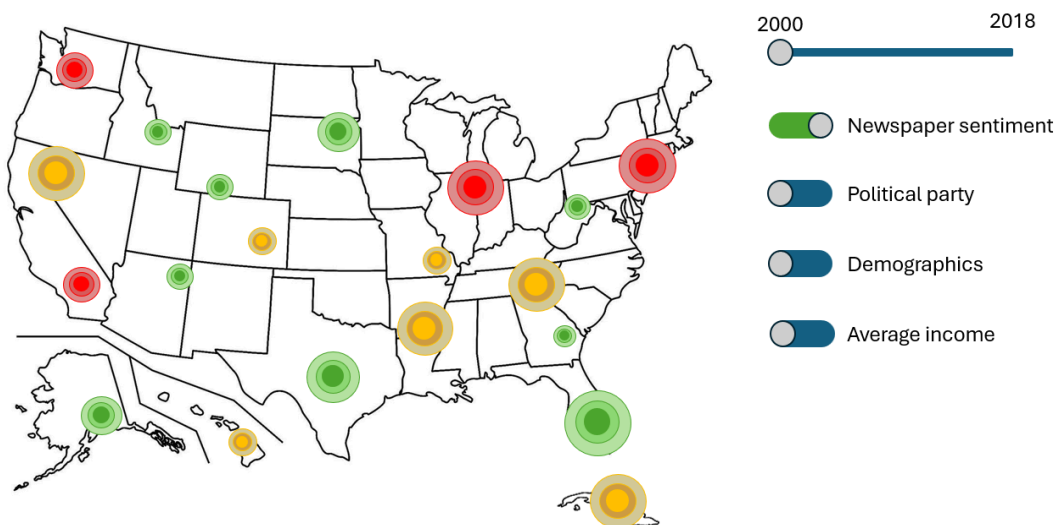 2000
2018
Newspaper sentiment
Political party
Demographics
Average income